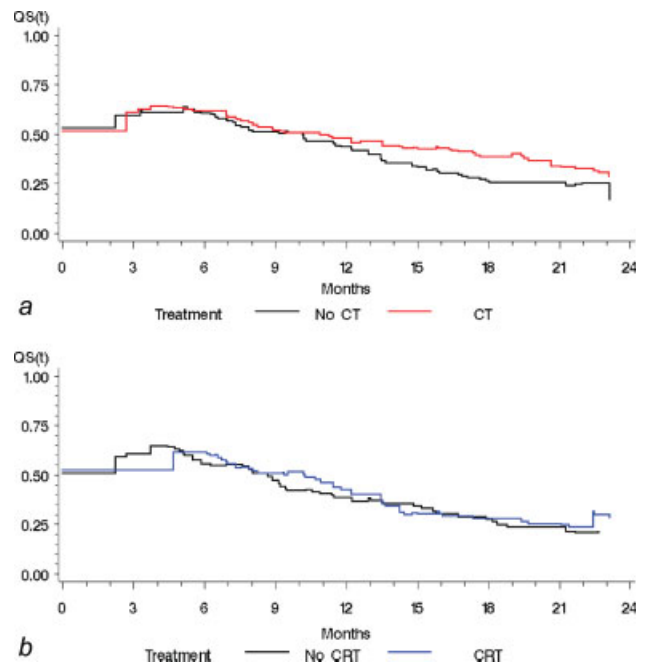 QS(t)
1.00
0.75
0.50
0.25
0.00
0 3 6 9 12 15 18 21 24
Months
a
Treatment No CT CT
QS(t)
1.00
0.75
0.50
0.25
0.00
0 3 6 9 12 15 18 21 24
Months
b
Treatment No CRT CRT